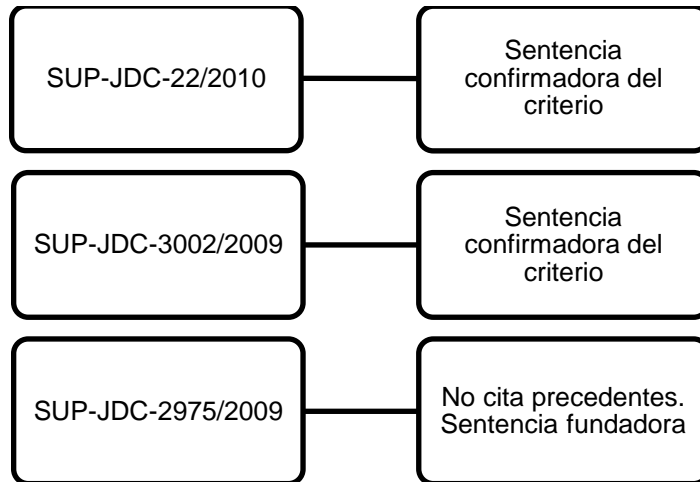 SUP-JDC-22/2010
Sentencia
confirmadora del
criterio
SUP-JDC-3002/2009
Sentencia
confirmadora del
criterio
SUP-JDC-2975/2009
No cita precedentes.
Sentencia fundadora